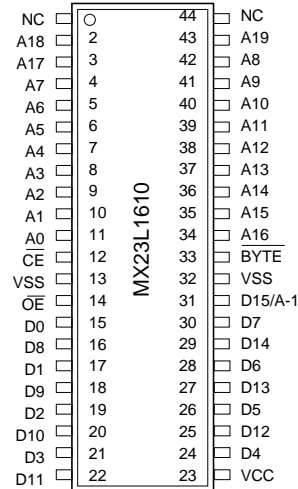 NC 44 NC
A18 2 43 A19
A17 3 42 A8
A7 4 41 A9
A6 5 40 A10
A5 6 39 A11
A4 7 38 A12
A3 8 37 A13
A2 9 36 A14
A1 10 35 A15
A0 11 34 A16
CE 12 33 BYTE
VSS 13 32 VSS
OE 14 31 D15/A-1
D0 15 30 D7
D8 16 29 D14
D1 17 28 D6
D9 18 27 D13
D2 19 26 D5
D10 20 25 D12
D3 21 24 D4
D11 22 23 VCC
MX23L1610